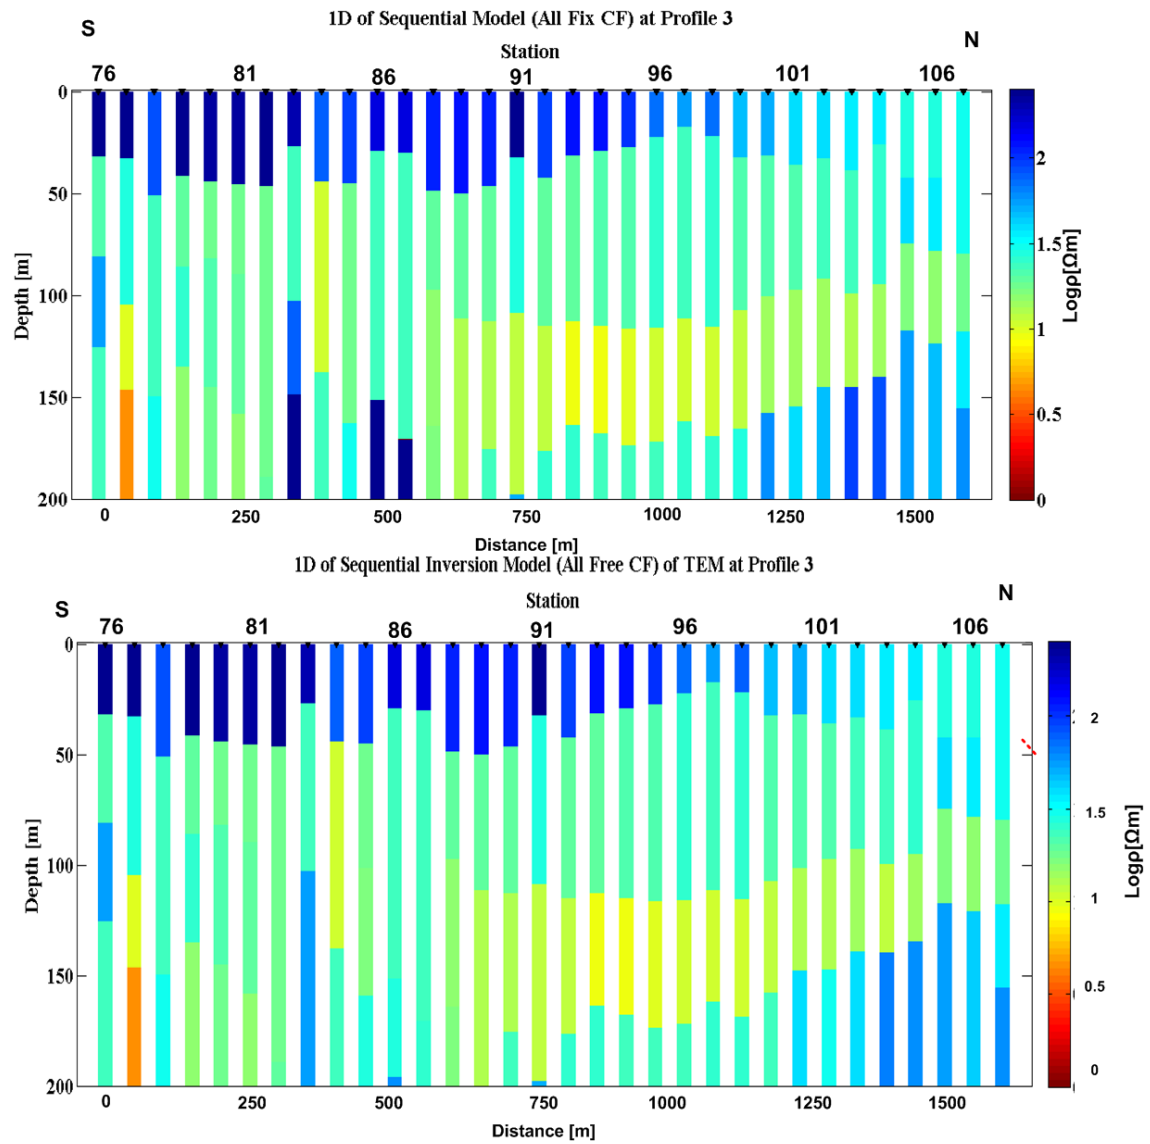 1D of Sequential Model (All Fix CF) at Profile 3
S
N
Station
76 81 86 91 96 101 106
0
50
100
150
200
Depth [m]
0 250 500 750 1000 1250 1500
Distance [m]
2
1.5
1
0.5
0
Logρ[Ωm]
1D of Sequential Inversion Model (All Free CF) of TEM at Profile 3
S
N
Station
76 81 86 91 96 101 106
0
50
100
150
200
Depth [m]
0 250 500 750 1000 1250 1500
Distance [m]
2
1.5
1
0.5
0
Logρ[Ωm]